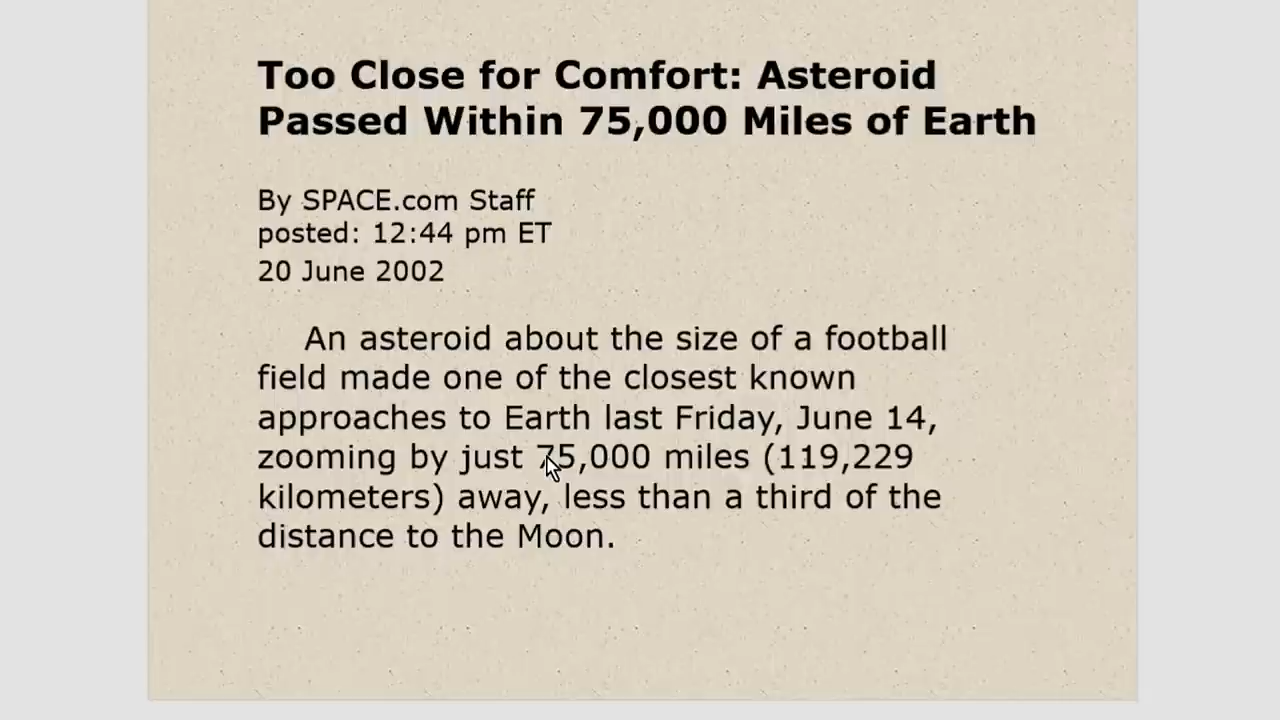 Too Close for Comfort: Asteroid
Passed Within 75,000 Miles of Earth
By SPACE.com Staff
posted: 12:44 pm ET
20 June 2002
An asteroid about the size of a football
field made one of the closest known
approaches to Earth last Friday, June 14,
zooming by just 75,000 miles (119,229
kilometers) away, less than a third of the
distance to the Moon.